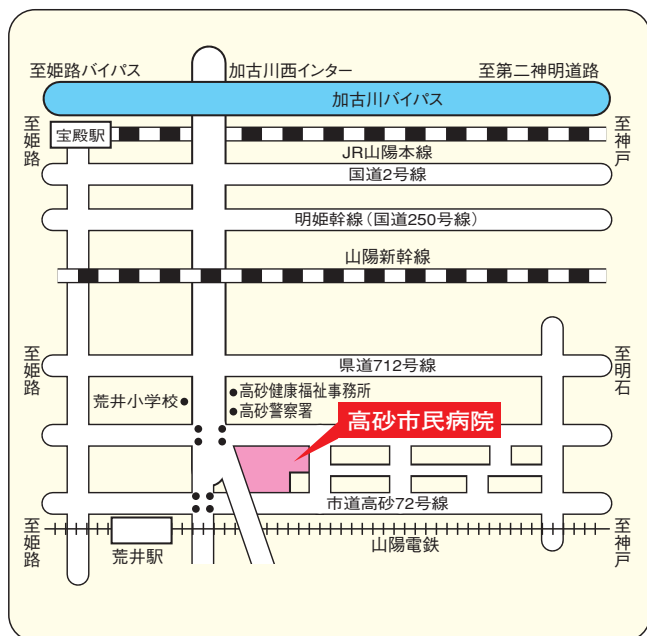 至姫路バイパス
加古川西インター
至第二神明道路
加古川バイパス
至姫路
宝殿駅
至神戸
JR山陽本線
国道2号線
明姫幹線(国道250号線)
山陽新幹線
至姫路
県道712号線
至明石
荒井小学校
高砂健康福祉事務所
高砂警察署
高砂市民病院
市道高砂72号線
至姫路
荒井駅
山陽電鉄
至神戸